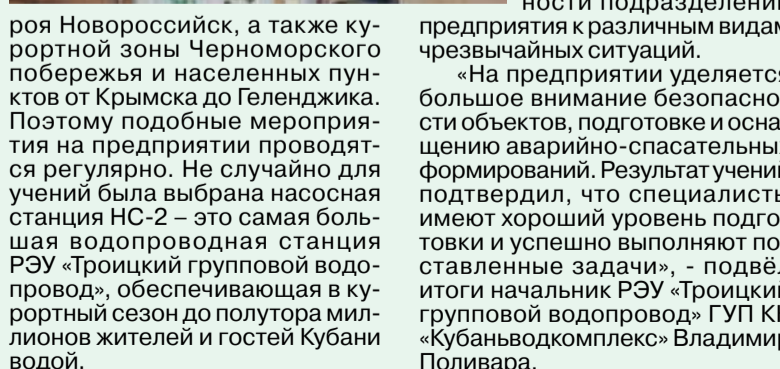 роя Новороссийск, а также ку-
рортной зоны Черноморского
побережья и населенных пун-
ктов от Крымска до Геленджика.
Поэтому подобные мероприя-
тия на предприятии проводят-
ся регулярно. Не случайно для
учений была выбрана насосная
станция НС-2 – это самая боль-
шая водопроводная станция
РЭУ «Троицкий групповой водо-
провод», обеспечивающая в ку-
рортный сезон до полутора мил-
лионов жителей и гостей Кубани
водой.
ности подразделений
предприятия к различным видам
чрезвычайных ситуаций.
«На предприятии уделяется
большое внимание безопасно
сти объектов, подготовке и осна
щению аварийно-спасательны
формирований. Результат учени
подтвердил, что специалисты
имеют хороший уровень подго
товки и успешно выполняют по
ставленные задачи», - подвё
итоги начальник РЭУ «Троицкий
групповой водопровод» ГУП К
«Кубаньводкомплекс» Владимир
Поливара.